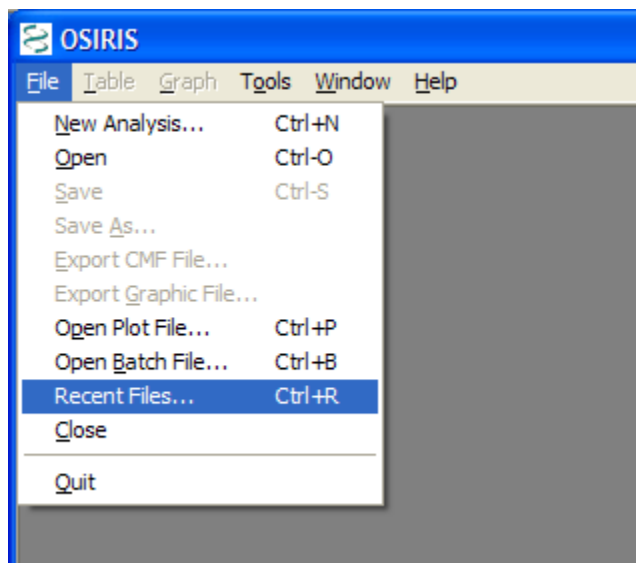 OSIRIS
File Table Graph Tools Window Help
New Analysis... Ctrl+N
Open Ctrl-O
Save Ctrl-S
Save As...
Export CMF File...
Export Graphic File...
Open Plot File... Ctrl+P
Open Batch File... Ctrl+B
Recent Files... Ctrl+R
Close
Quit